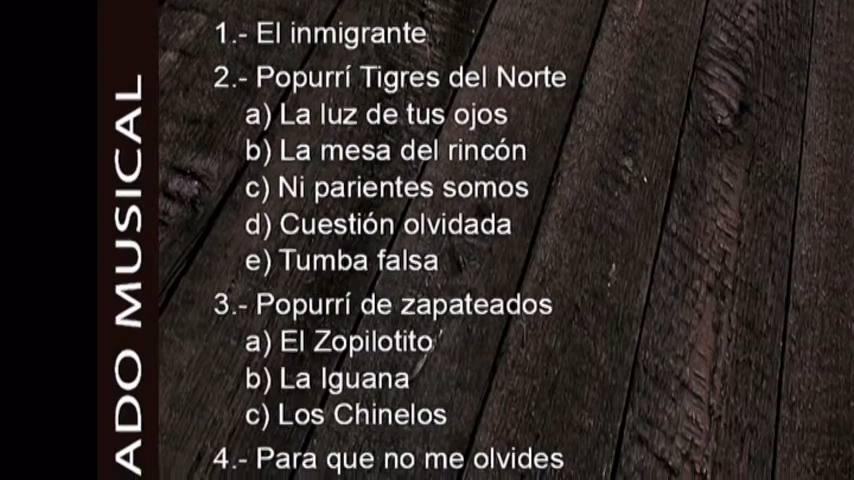 ADO MUSICAL
1.- El inmigrante
2.- Popurrí Tigres del Norte
a) La luz de tus ojos
b) La mesa del rincón
c) Ni parientes somos
d) Cuestión olvidada
e) Tumba falsa
3.- Popurrí de zapateados
a) El Zopilotito
b) La Iguana
c) Los Chinelos
4.- Para que no me olvides